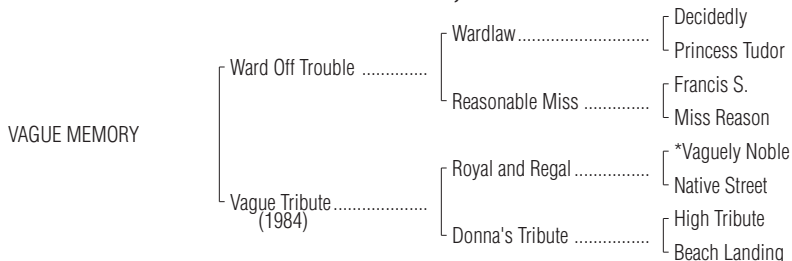 VAGUE MEMORY
Ward Off Trouble ..............
Vague Tribute....................
(1984)
Wardlaw............................
Reasonable Miss ..............
Royal and Regal................
Donna's Tribute ................
Decidedly
Princess Tudor
Francis S.
Miss Reason
*Vaguely Noble
Native Street
High Tribute
Beach Landing